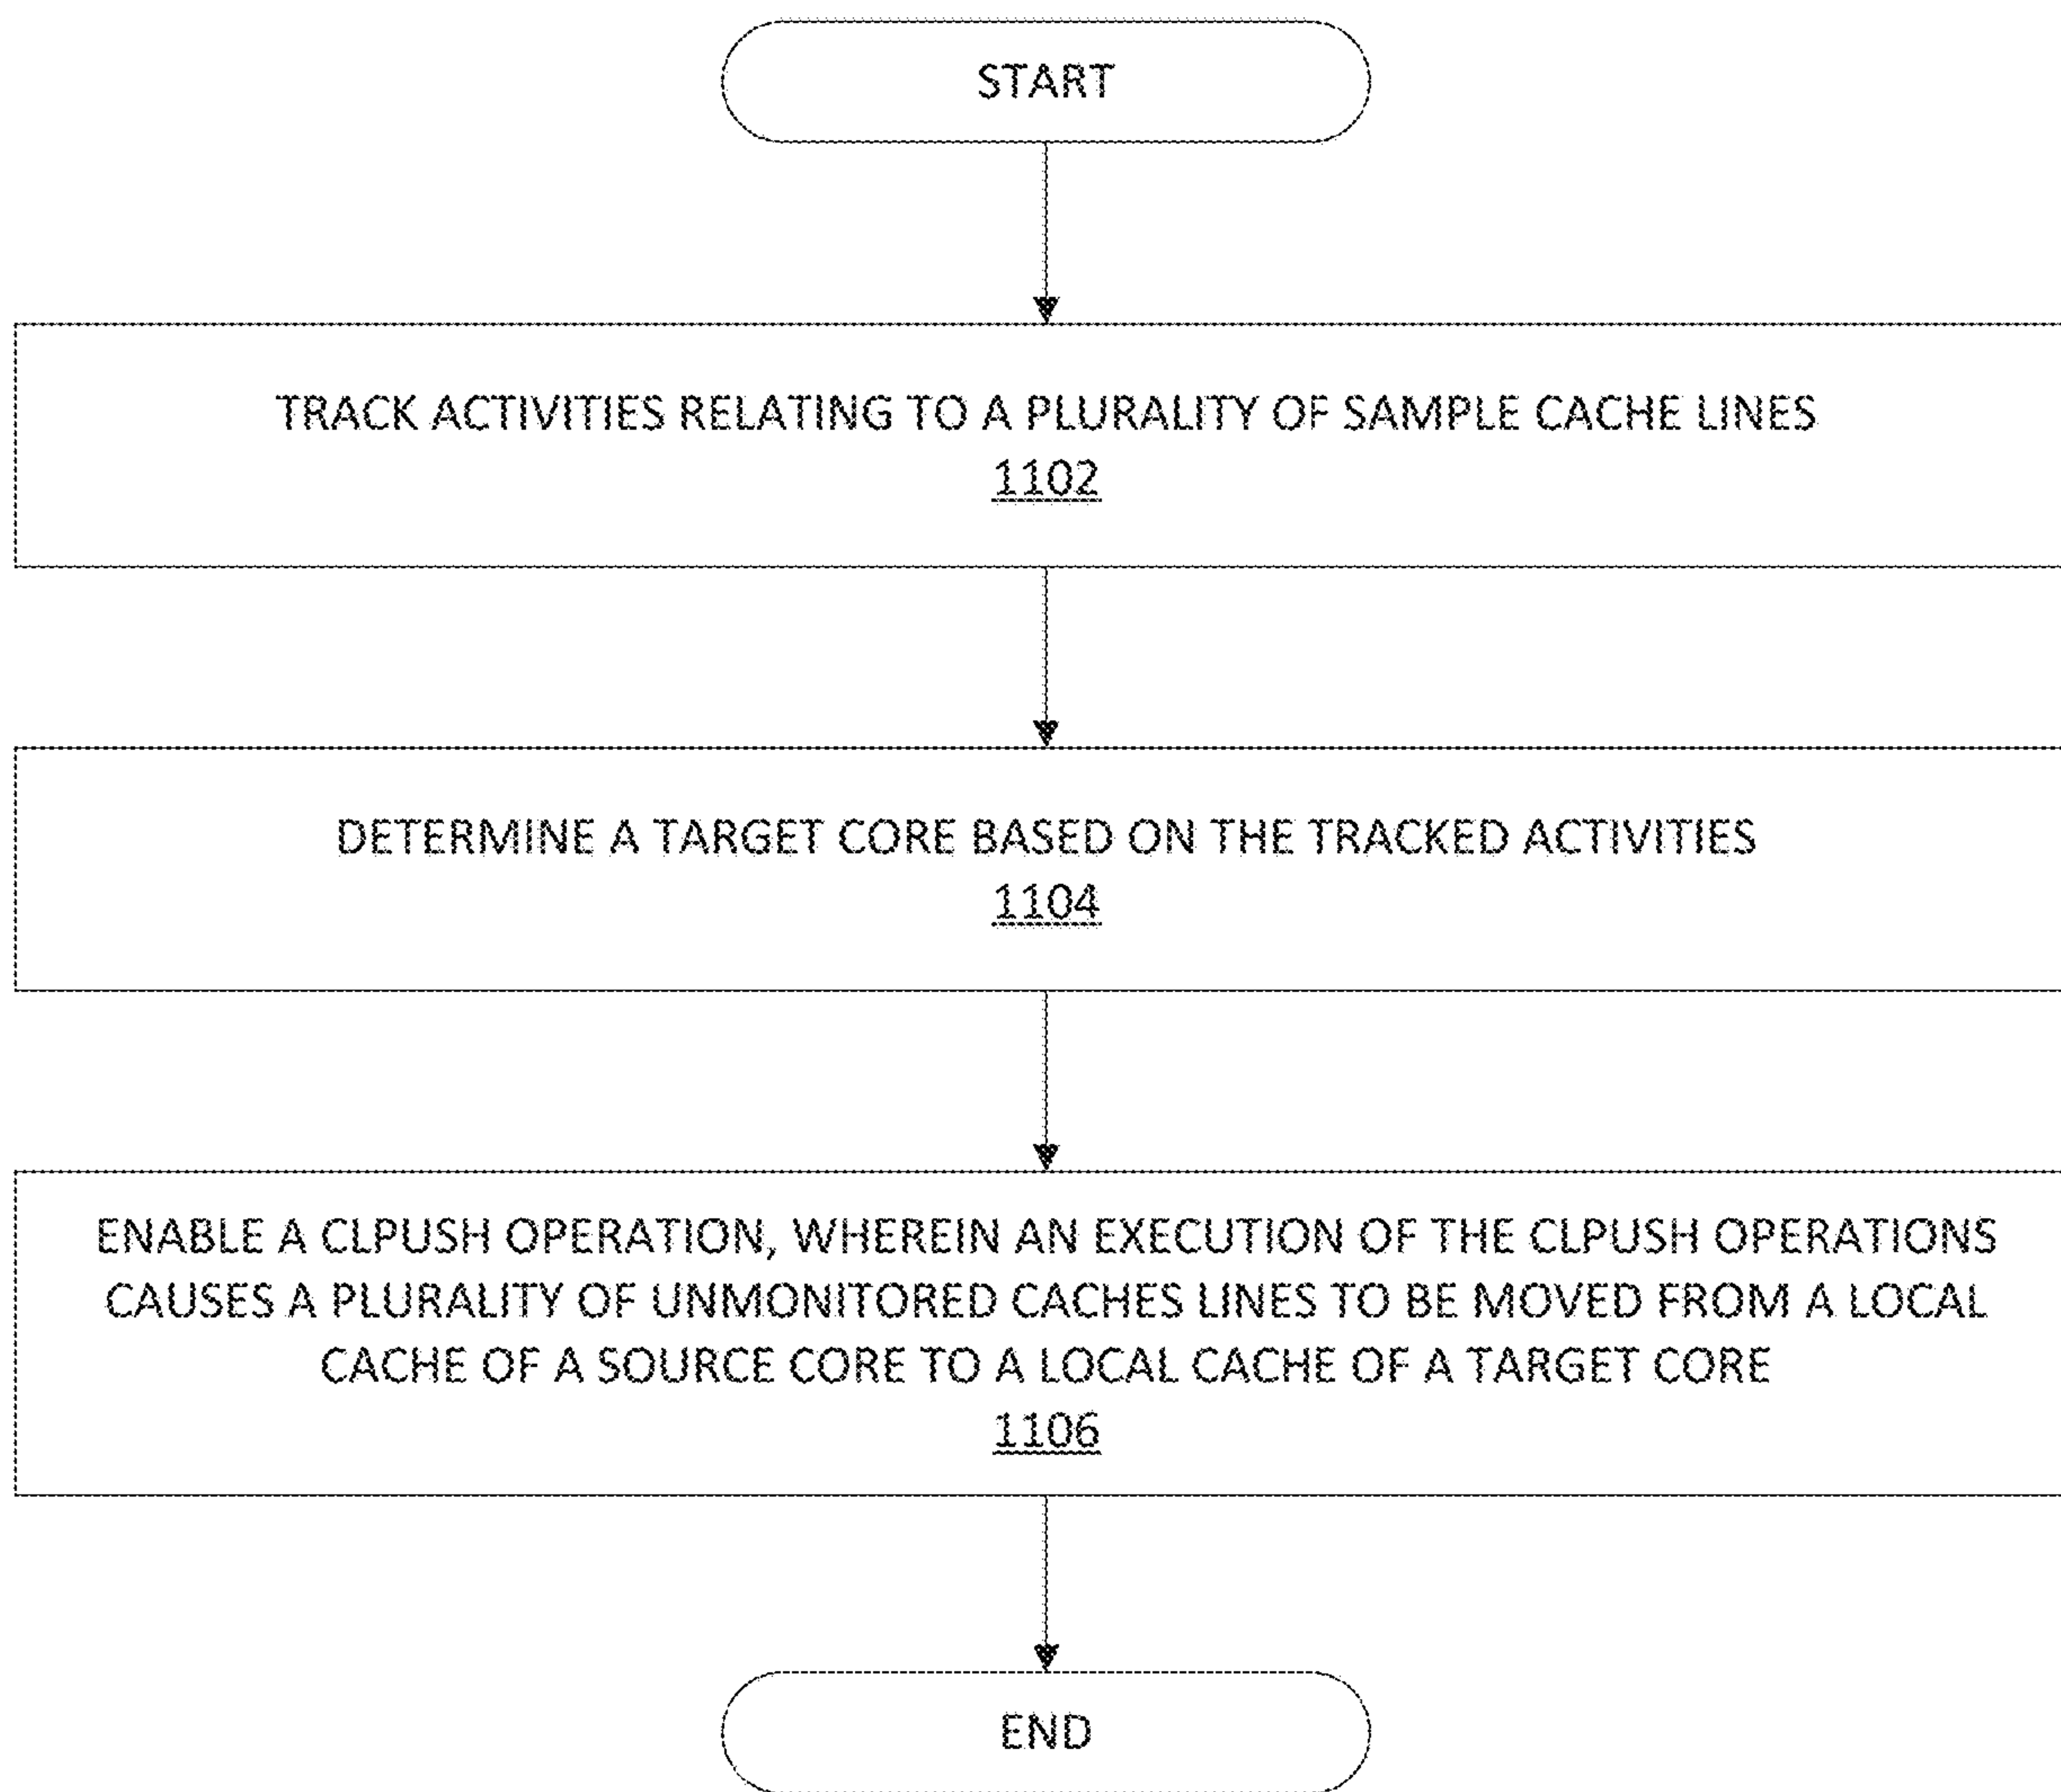 START
TRACK ACTIVITIES RELATING TO A PLURALITY OF SAMPLE CACHE LINES
1102
DETERMINE A TARGET CORE BASED ON THE TRACKED ACTIVITIES
1104
ENABLE A CLPUSH OPERATION, WHEREIN AN EXECUTION OF THE CLPUSH OPERATIONS
CAUSES A PLURALITY OF UNMONITORED CACHES LINES TO BE MOVED FROM A LOCAL
CACHE OF A SOURCE CORE TO A LOCAL CACHE OF A TARGET CORE
1106
END